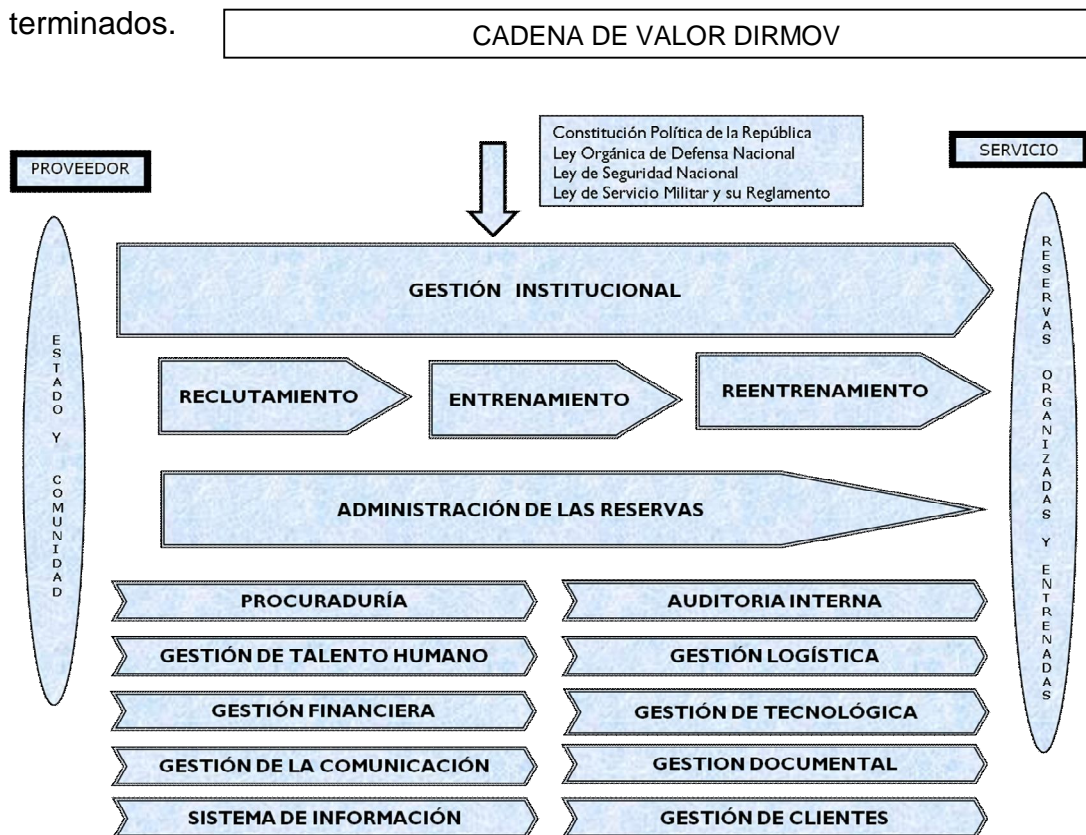 terminados.
CADENA DE VALOR DIRMOV
Constitución Política de la República
Ley Orgánica de Defensa Nacional
Ley de Seguridad Nacional
Ley de Servicio Militar y su Reglamento
PROVEEDOR
SERVICIO
ESTADO Y COMUNIDAD
GESTIÓN INSTITUCIONAL
RECLUTAMIENTO
ENTRENAMIENTO
REENTRENAMIENTO
ADMINISTRACIÓN DE LAS RESERVAS
PROCURADURÍA
AUDITORIA INTERNA
GESTIÓN DE TALENTO HUMANO
GESTIÓN LOGÍSTICA
GESTIÓN FINANCIERA
GESTIÓN DE TECNOLÓGICA
GESTIÓN DE LA COMUNICACIÓN
GESTION DOCUMENTAL
SISTEMA DE INFORMACIÓN
GESTIÓN DE CLIENTES
RESERVAS ORGANIZADAS Y ENTRENADAS